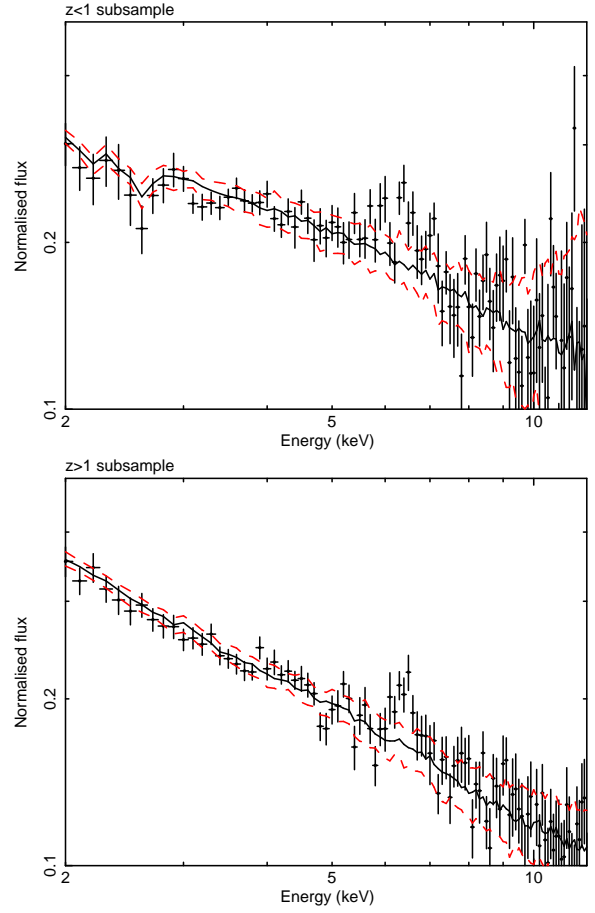 z<1 subsample
Normalised flux
0.2
0.1
2
5
10
Energy (keV)
z>1 subsample
Normalised flux
0.2
0.1
2
5
10
Energy (keV)